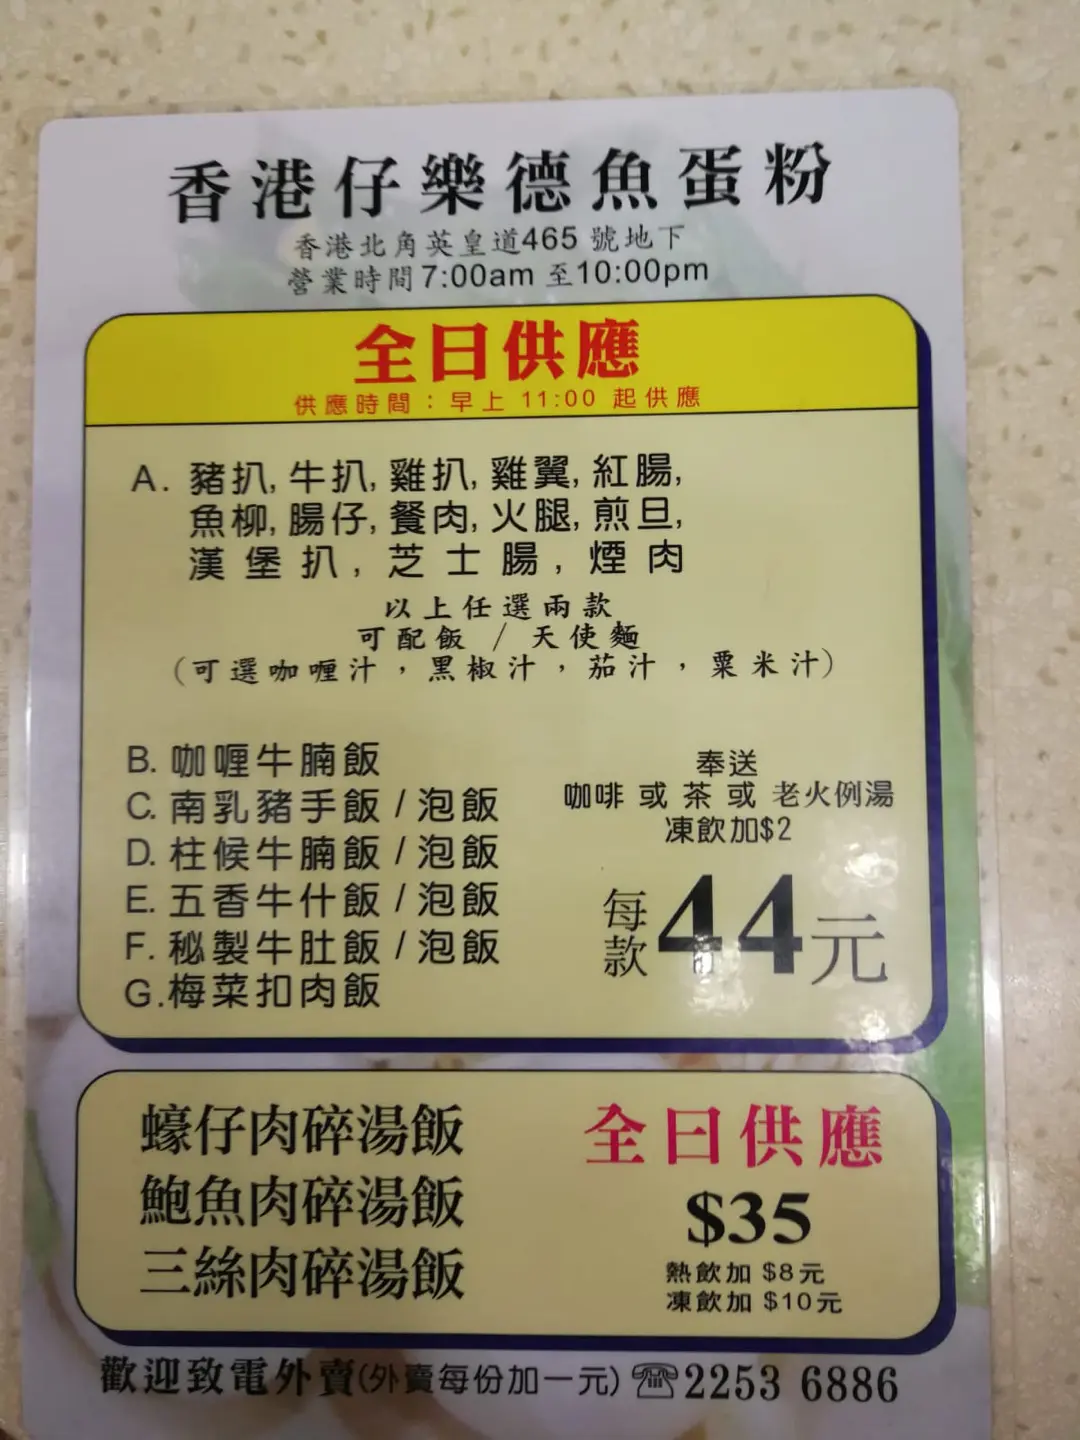 香港仔樂德魚蛋粉
香港北角英皇道465 號地下
營業時間7:00am 至10:00pm
全日供應
供應時間：早上 11:00 起供應
A. 豬扒, 牛扒, 雞扒, 雞翼, 紅腸,
魚柳, 腸仔, 餐肉, 火腿, 煎旦,
漢堡扒, 芝士腸, 煙肉
以上任選兩款
可配飯 / 天使麵
(可選咖喱汁，黑椒汁，茄汁，粟米汁)
B. 咖喱牛腩飯
C. 南乳豬手飯 / 泡飯
D. 柱候牛腩飯 / 泡飯
E. 五香牛什飯 / 泡飯
F. 秘製牛肚飯 / 泡飯
G.梅菜扣肉飯
奉送
咖啡 或 茶 或 老火例湯
凍飲加$2
每款44元
蠔仔肉碎湯飯
鮑魚肉碎湯飯
三絲肉碎湯飯
全日供應
$35
熱飲加 $8元
凍飲加 $10元
歡迎致電外賣(外賣每份加一元) ☎2253 6886